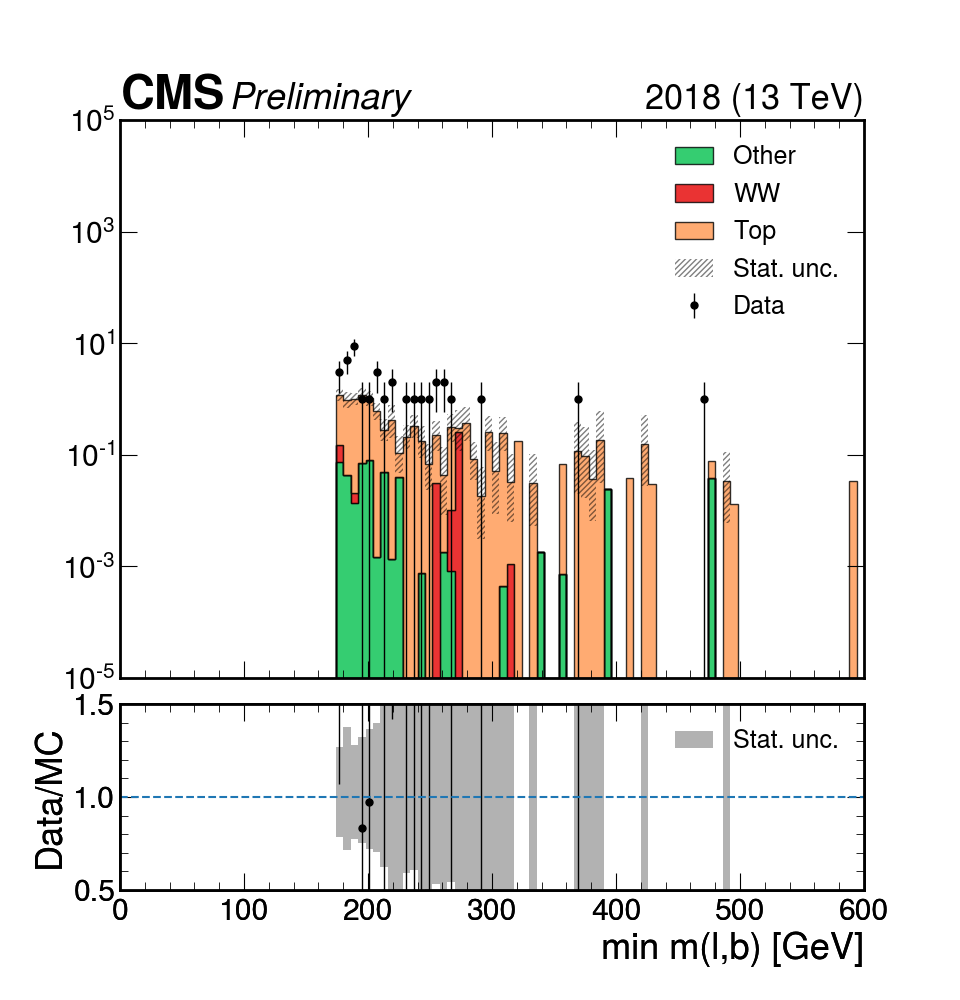 CMS Preliminary 2018 (13 TeV)
10^5
Other
WW
10^3
Top
Stat. unc.
Data
10^1
10^-1
10^-3
10^-5
1.5
Stat. unc.
1.0
Data/MC
0.5
0 100 200 300 400 500 600
min m(l,b) [GeV]